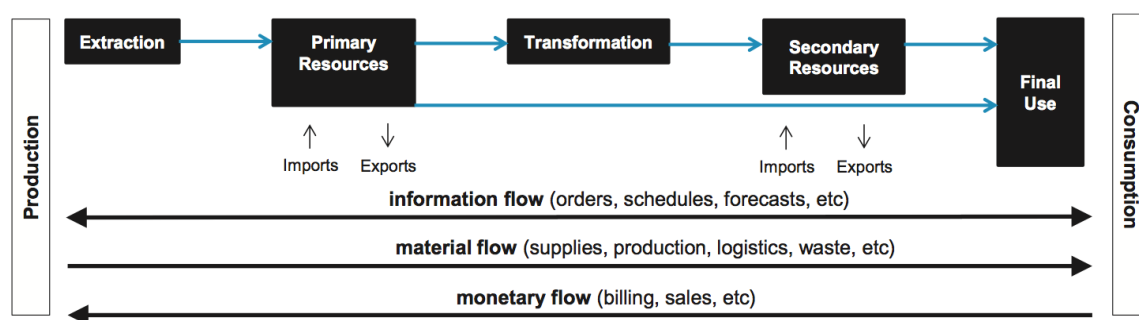 Production
Extraction
Primary
Resources
Transformation
Secondary
Resources
Final
Use
Consumption
Imports
Exports
Imports
Exports
information flow (orders, schedules, forecasts, etc)
material flow (supplies, production, logistics, waste, etc)
monetary flow (billing, sales, etc)